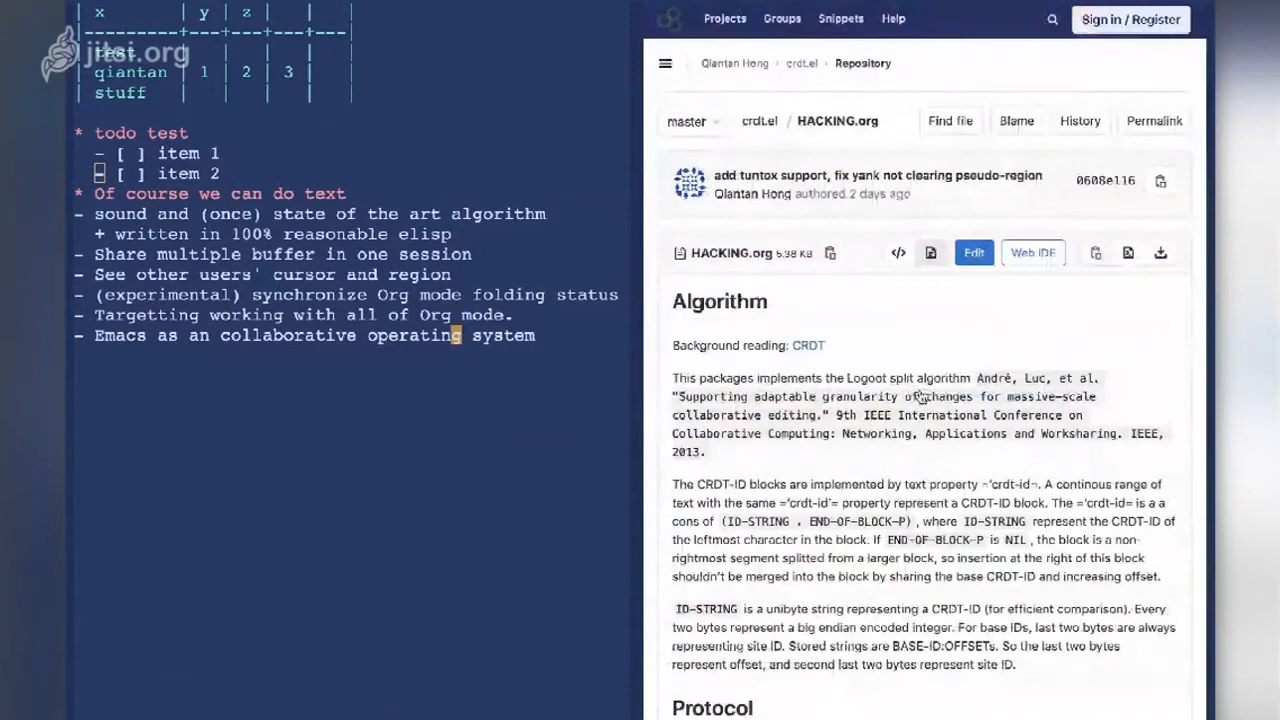 | x | y | z | | |
|---------+---+---+---+---|
jitsi.org
test
| qiantan | 1 | 2 | 3 | |
| stuff | | | | |
* todo test
- [ ] item 1
- [ ] item 2
* Of course we can do text
- sound and (once) state of the art algorithm
+ written in 100% reasonable elisp
- Share multiple buffer in one session
- See other users' cursor and region
- (experimental) synchronize Org mode folding status
- Targetting working with all of Org mode.
- Emacs as an collaborative operating system
Projects Groups Snippets Help
Sign in / Register
Qiantan Hong › crdt.el › Repository
master crdt.el / HACKING.org Find file Blame History Permalink
add tuntox support, fix yank not clearing pseudo-region
Qiantan Hong authored 2 days ago
0608e116
HACKING.org 5.38 KB
</> Edit Web IDE
Algorithm
Background reading: CRDT
This packages implements the Logoot split algorithm André, Luc, et al.
"Supporting adaptable granularity of changes for massive-scale
collaborative editing." 9th IEEE International Conference on
Collaborative Computing: Networking, Applications and Worksharing. IEEE,
2013.
The CRDT-ID blocks are implemented by text property ='crdt-id=. A continous range of
text with the same ='crdt-id'= property represent a CRDT-ID block. The ='crdt-id= is a a
cons of (ID-STRING . END-OF-BLOCK-P), where ID-STRING represent the CRDT-ID of
the leftmost character in the block. If END-OF-BLOCK-P is NIL, the block is a non-
rightmost segment splitted from a larger block, so insertion at the right of this block
shouldn't be merged into the block by sharing the base CRDT-ID and increasing offset.
ID-STRING is a unibyte string representing a CRDT-ID (for efficient comparison). Every
two bytes represent a big endian encoded integer. For base IDs, last two bytes are always
representing site ID. Stored strings are BASE-ID:OFFSETs. So the last two bytes
represent offset, and second last two bytes represent site ID.
Protocol